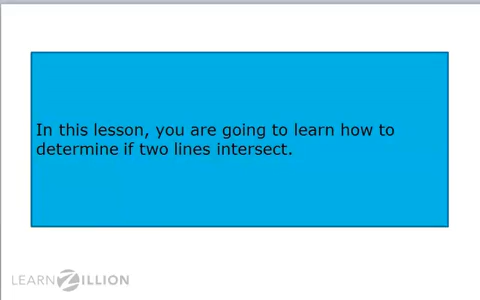 In this lesson, you are going to learn how to
determine if two lines intersect.
LEARNZILLION